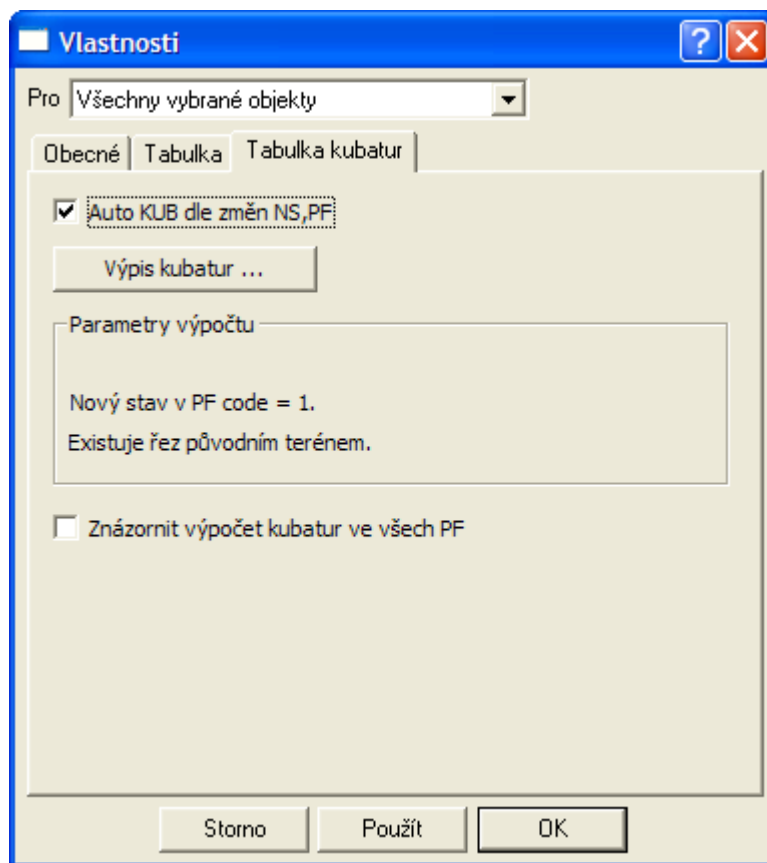 Vlastnosti
Pro Všechny vybrané objekty
Obecné Tabulka Tabulka kubatur
Auto KUB dle změn NS,PF
Výpis kubatur ...
Parametry výpočtu
Nový stav v PF code = 1.
Existuje řez původním terénem.
Znázornit výpočet kubatur ve všech PF
Storno Použít OK